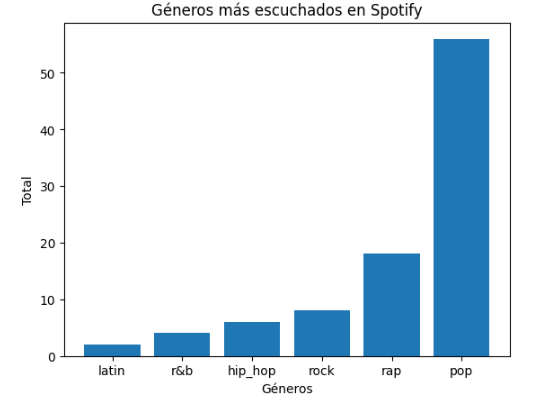 Géneros más escuchados en Spotify
Total
50
40
30
20
10
0
latin r&b hip_hop rock rap pop
Géneros